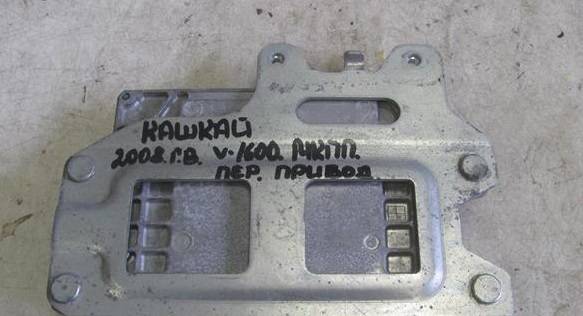 КАШКАЙ
2008 Г.В. V-1600. МКПП.
ПЕР. ПРИВОД